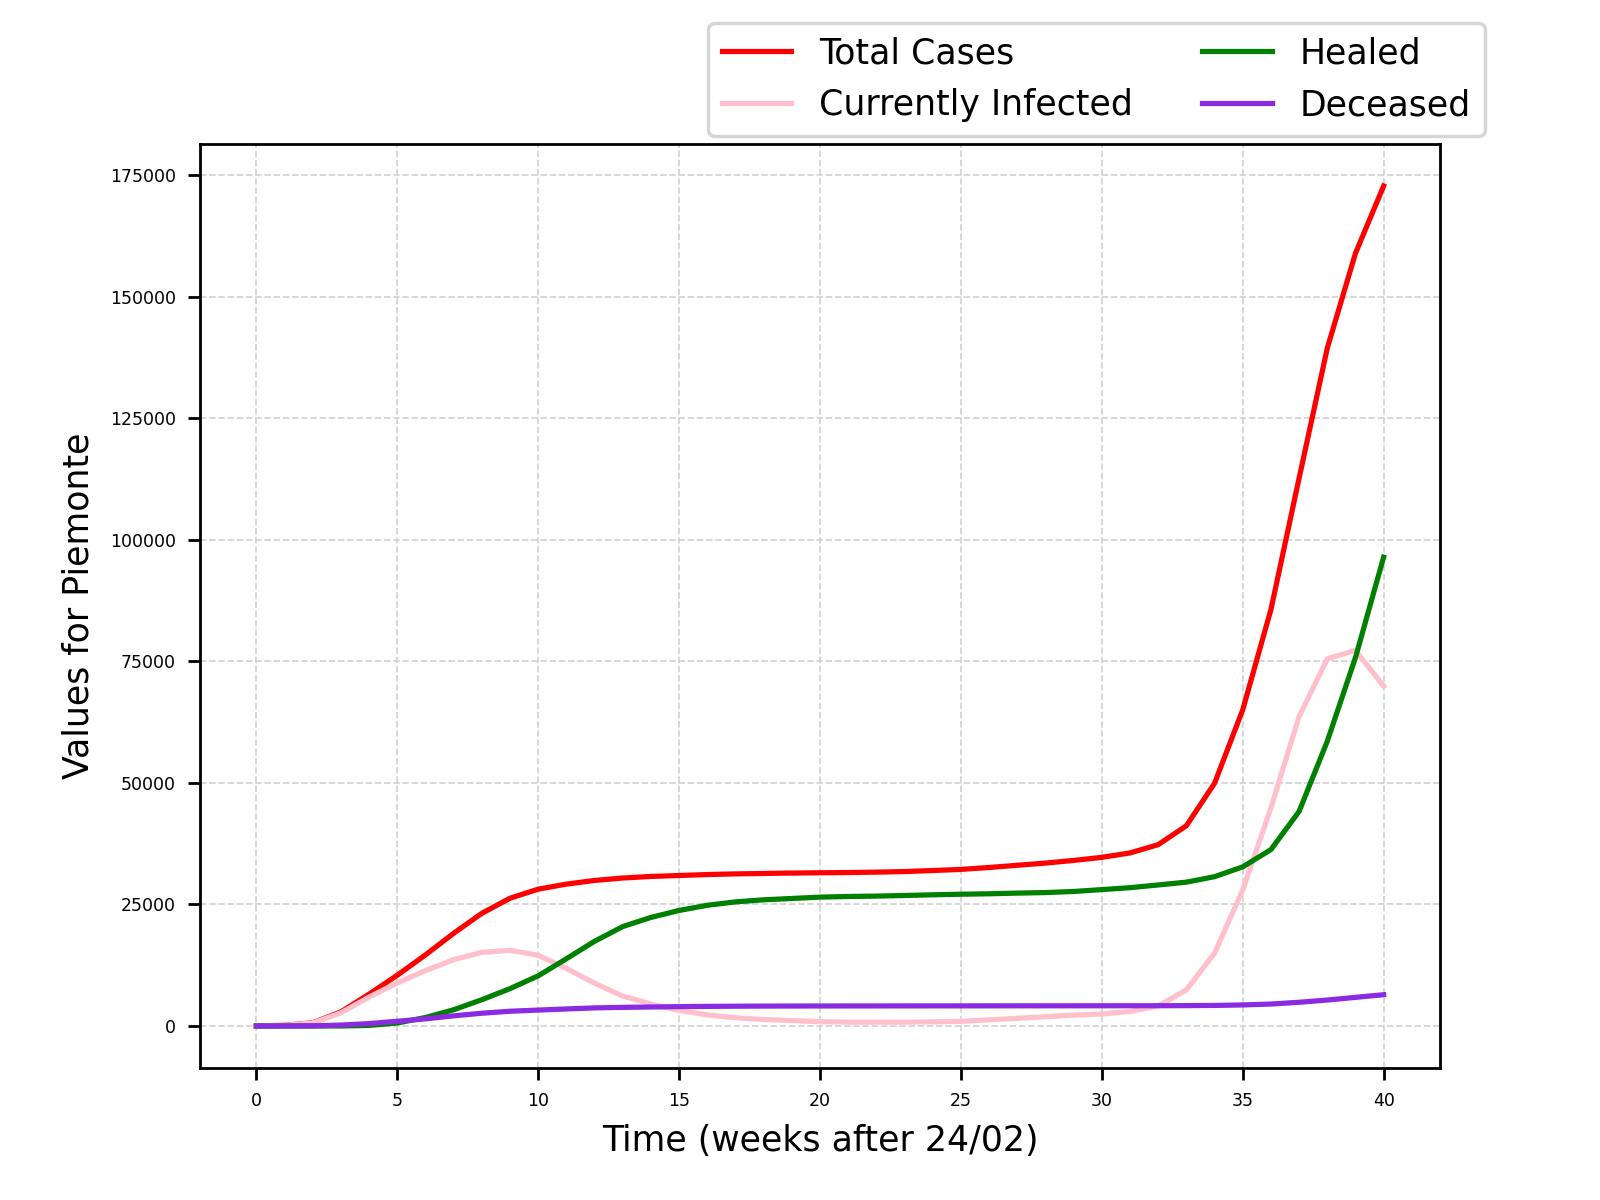 Total Cases
Currently Infected
Healed
Deceased
175000
150000
125000
100000
75000
50000
25000
0
Values for Piemonte
0 5 10 15 20 25 30 35 40
Time (weeks after 24/02)